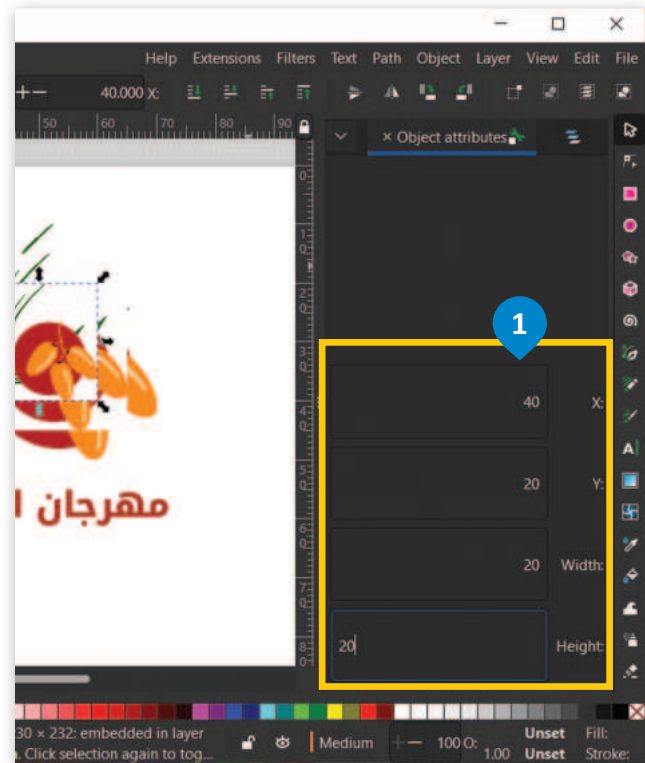 Help Extensions Filters Text Path Object Layer View Edit File
40.000 X:
50 60 70 80 90
× Object attributes
1
40 X:
20 Y:
20 Width:
20 Height:
مهرجان ا
30 × 232: embedded in layer
. Click selection again to tog...
Medium
100 O:
1.00
Unset Fill:
Unset Stroke: